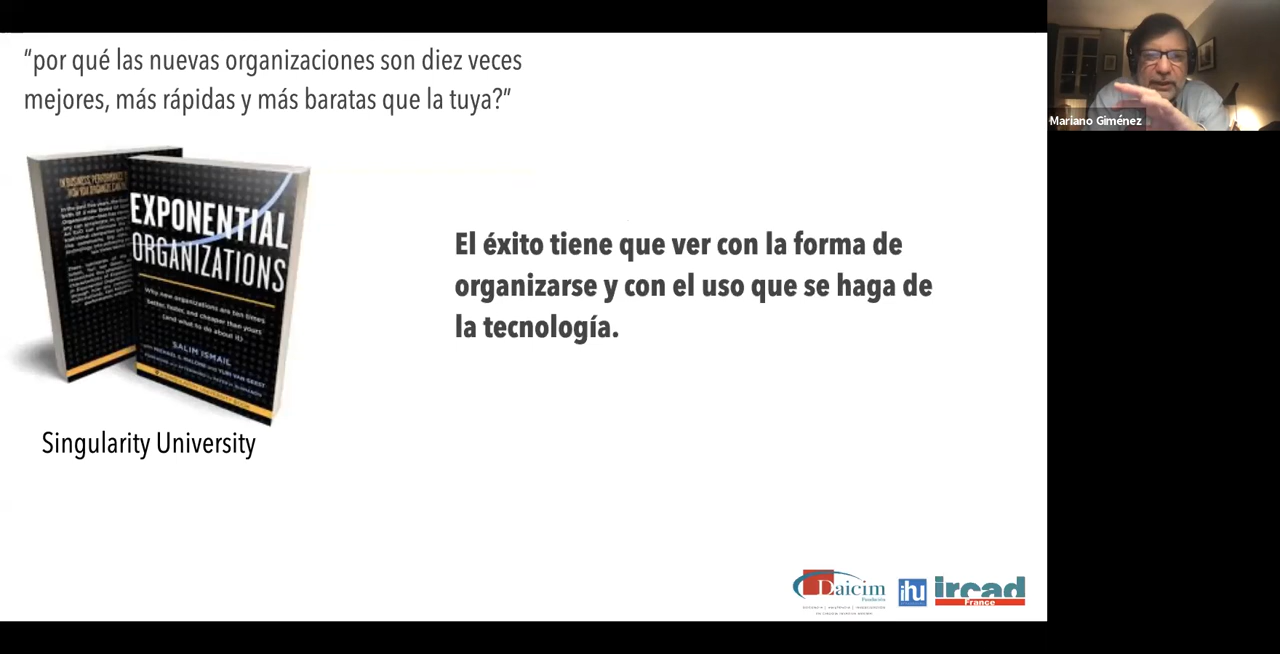 “por qué las nuevas organizaciones son diez veces
mejores, más rápidas y más baratas que la tuya?”
Mariano Giménez
EXPONENTIAL
ORGANIZATIONS
Why new organizations are ten times
better, faster, and cheaper than yours
(and what to do about it)
SALIM ISMAIL
El éxito tiene que ver con la forma de
organizarse y con el uso que se haga de
la tecnología.
Singularity University
Daicim
ihu
ircad
France